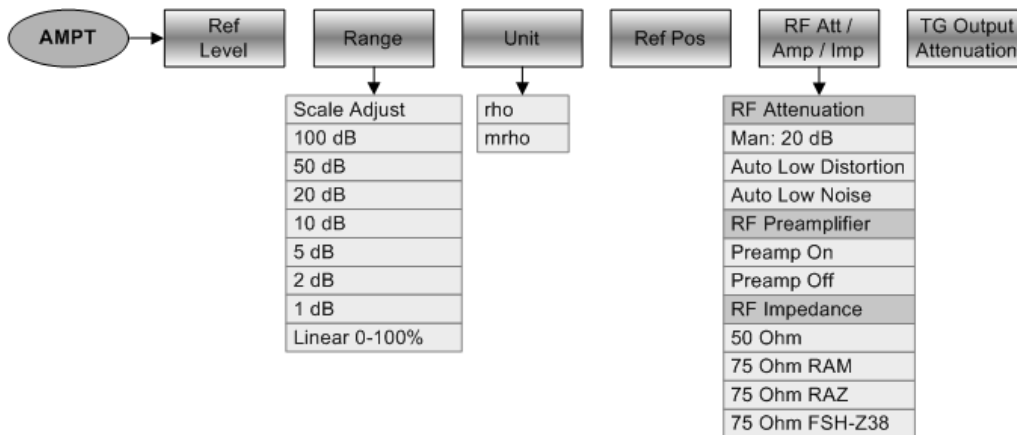 AMPT
Ref
Level
Range
Unit
Ref Pos
RF Att /
Amp / Imp
TG Output
Attenuation
Scale Adjust
100 dB
50 dB
20 dB
10 dB
5 dB
2 dB
1 dB
Linear 0-100%
rho
mrho
RF Attenuation
Man: 20 dB
Auto Low Distortion
Auto Low Noise
RF Preamplifier
Preamp On
Preamp Off
RF Impedance
50 Ohm
75 Ohm RAM
75 Ohm RAZ
75 Ohm FSH-Z38